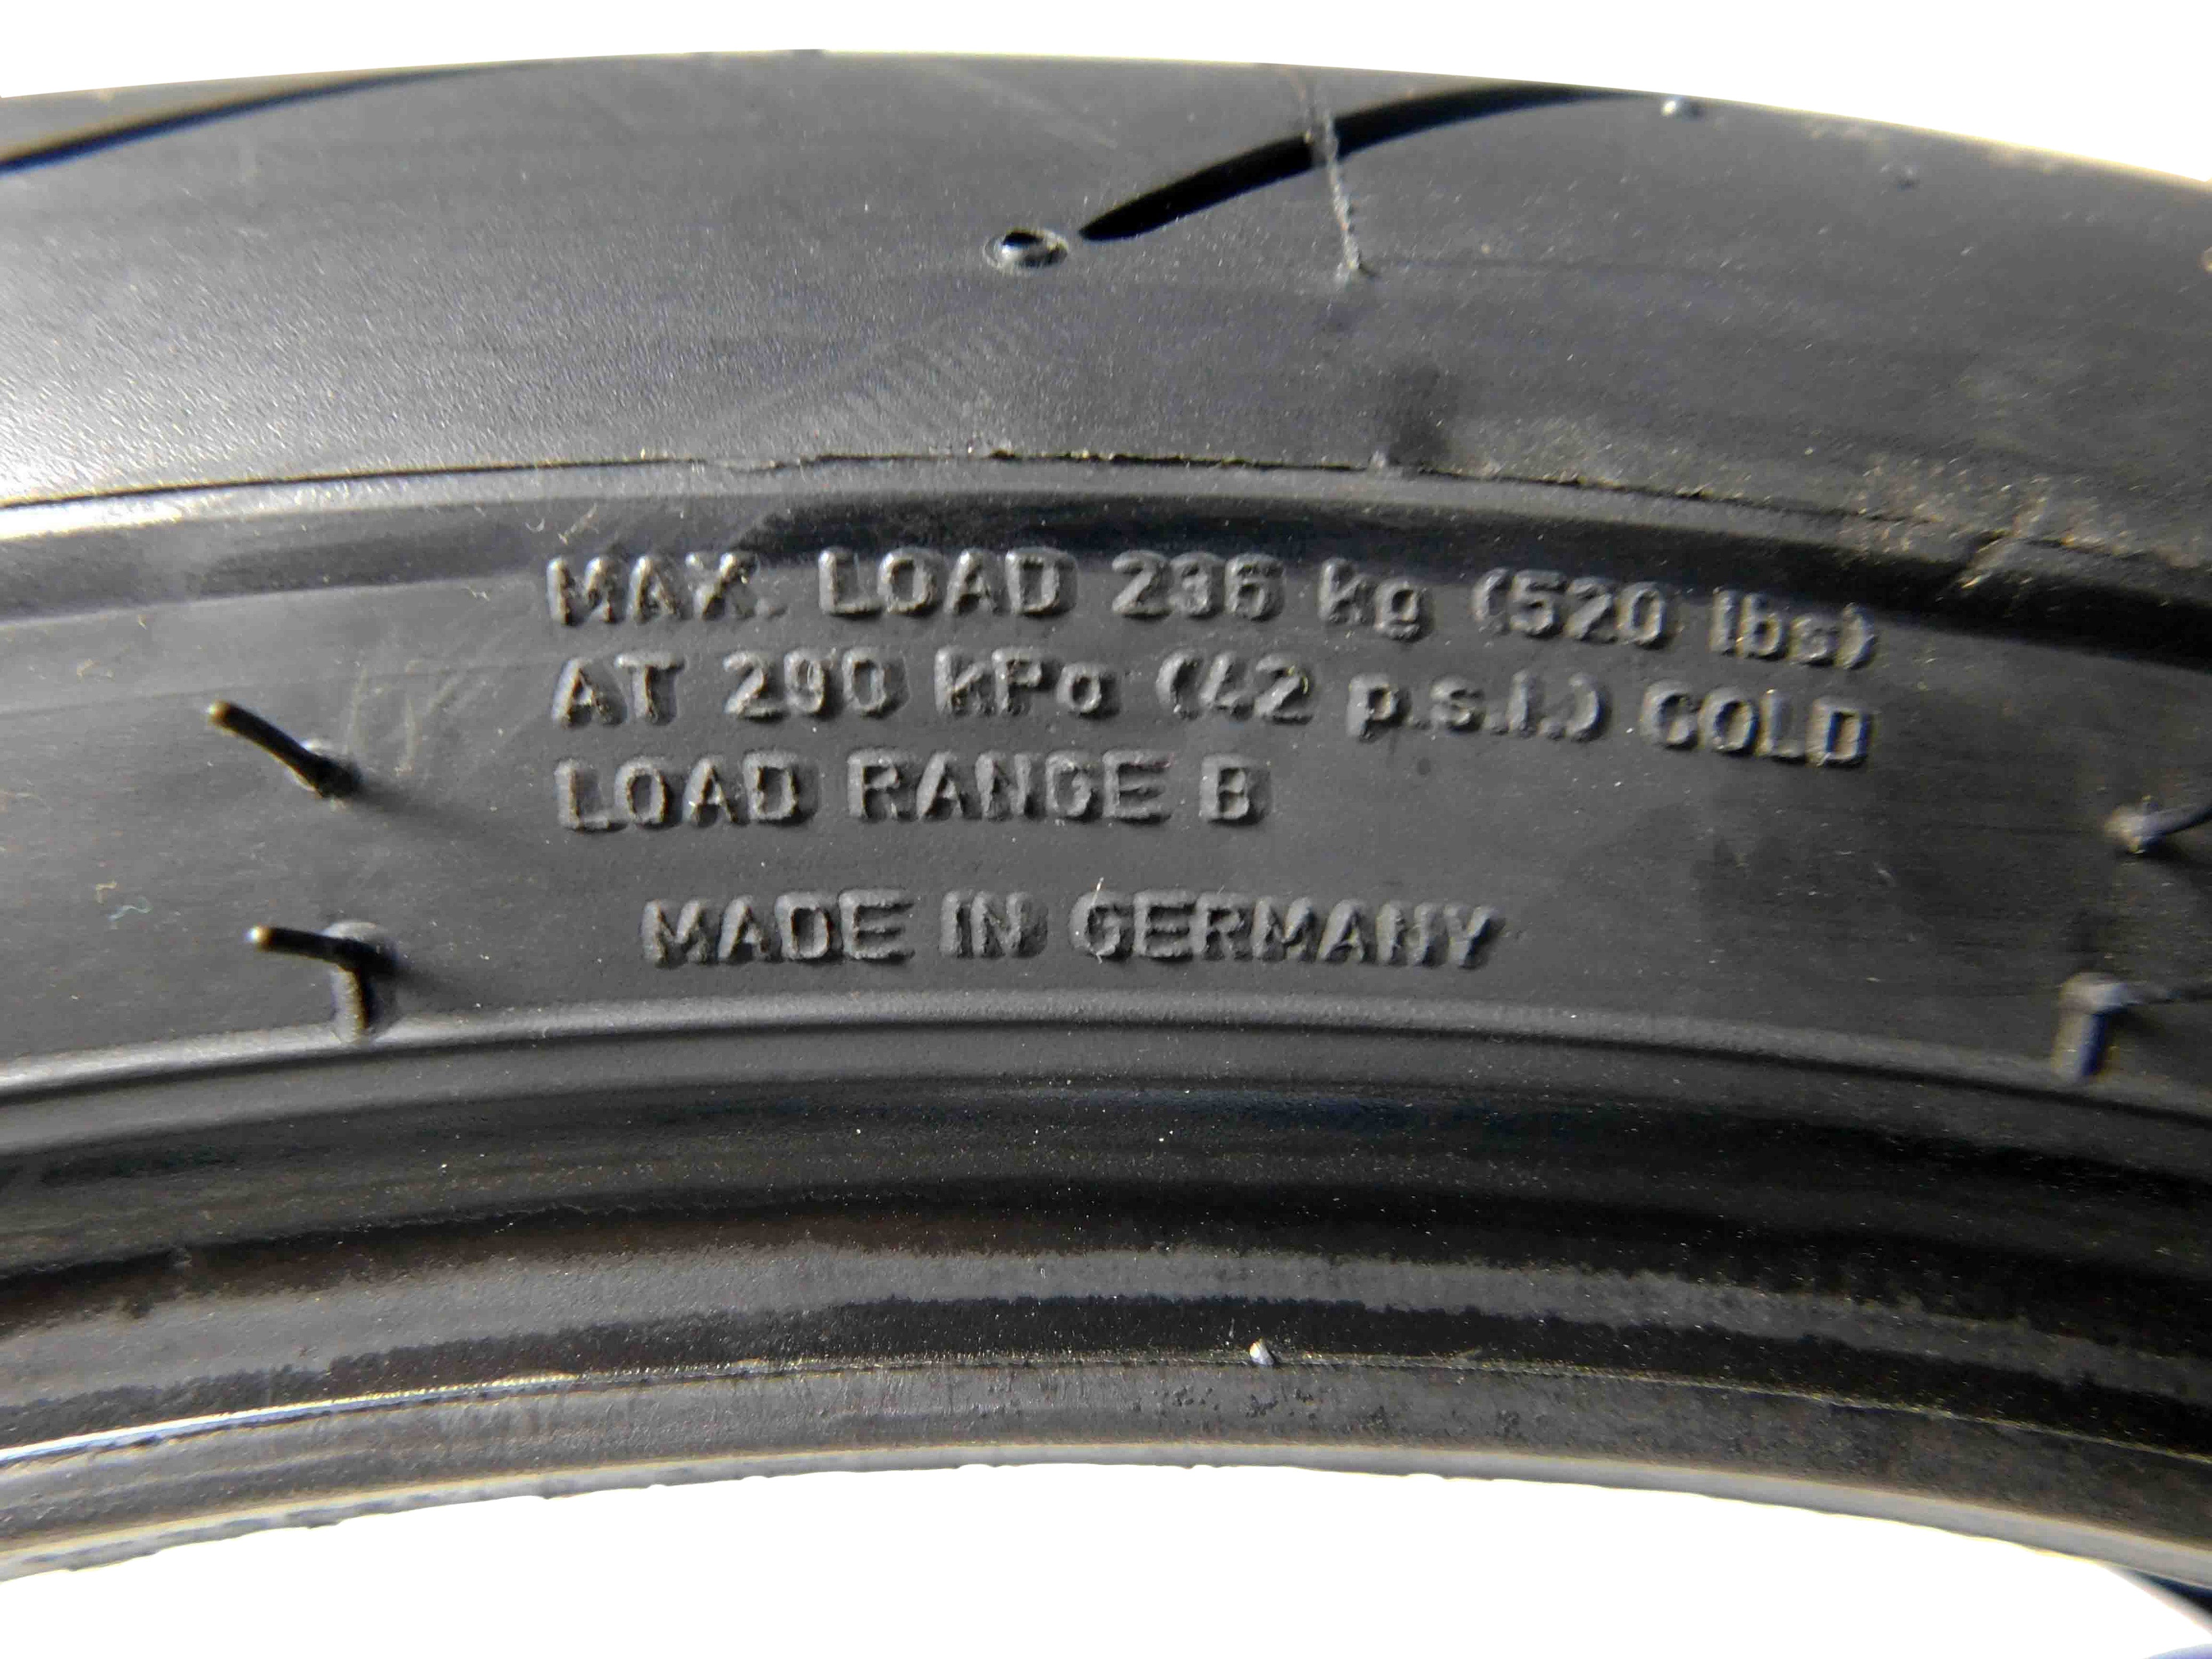 MAX. LOAD 236 kg (520 lbs)
AT 290 kPa (42 p.s.i.) COLD
LOAD RANGE B
MADE IN GERMANY